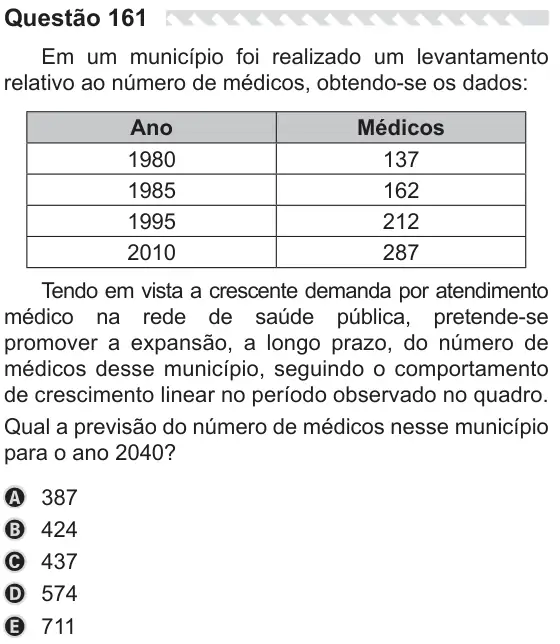 Questão 161
Em um município foi realizado um levantamento
relativo ao número de médicos, obtendo-se os dados:
Ano Médicos
1980 137
1985 162
1995 212
2010 287
Tendo em vista a crescente demanda por atendimento
médico na rede de saúde pública, pretende-se
promover a expansão, a longo prazo, do número de
médicos desse município, seguindo o comportamento
de crescimento linear no período observado no quadro.
Qual a previsão do número de médicos nesse município
para o ano 2040?
A 387
B 424
C 437
D 574
E 711